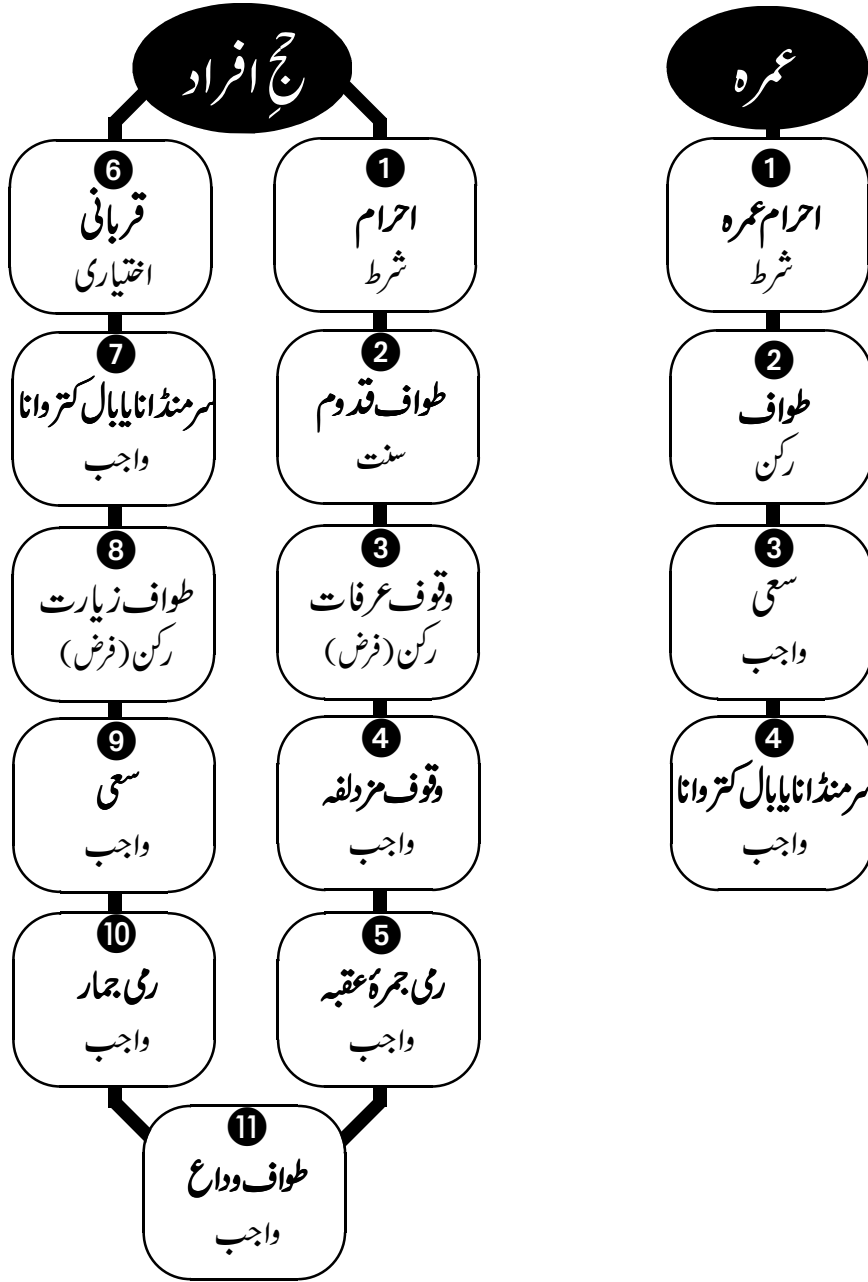 عمرہ
1
احرام عمرہ
شرط
2
طواف
رکن
3
سعی
واجب
4
سر منڈانا یا بال کتروانا
واجب
حجِ افراد
1
احرام
شرط
2
طواف قدوم
سنت
3
وقوف عرفات
رکن (فرض)
4
وقوف مزدلفہ
واجب
5
رمی جمرۂ عقبہ
واجب
6
قربانی
اختیاری
7
سر منڈانا یا بال کتروانا
واجب
8
طواف زیارت
رکن (فرض)
9
سعی
واجب
10
رمی جمار
واجب
11
طواف وداع
واجب